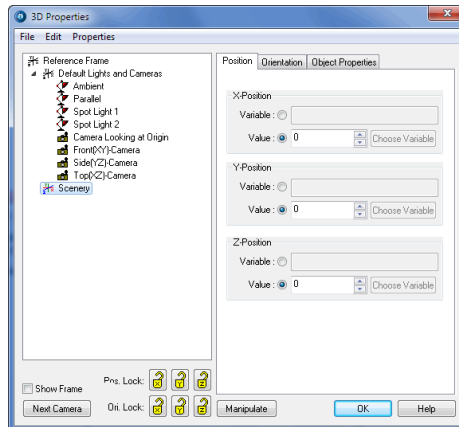 3D Properties
File Edit Properties
Reference Frame
Default Lights and Cameras
Ambient
Parallel
Spot Light 1
Spot Light 2
Camera Looking at Origin
Front(XY)-Camera
Side(YZ)-Camera
Top(XZ)-Camera
Scenery
Show Frame
Pos. Lock: X Y Z
Next Camera
Ori. Lock: X Y Z
Position Orientation Object Properties
X-Position
Variable :
Value : 0 Choose Variable
Y-Position
Variable :
Value : 0 Choose Variable
Z-Position
Variable :
Value : 0 Choose Variable
Manipulate OK Help